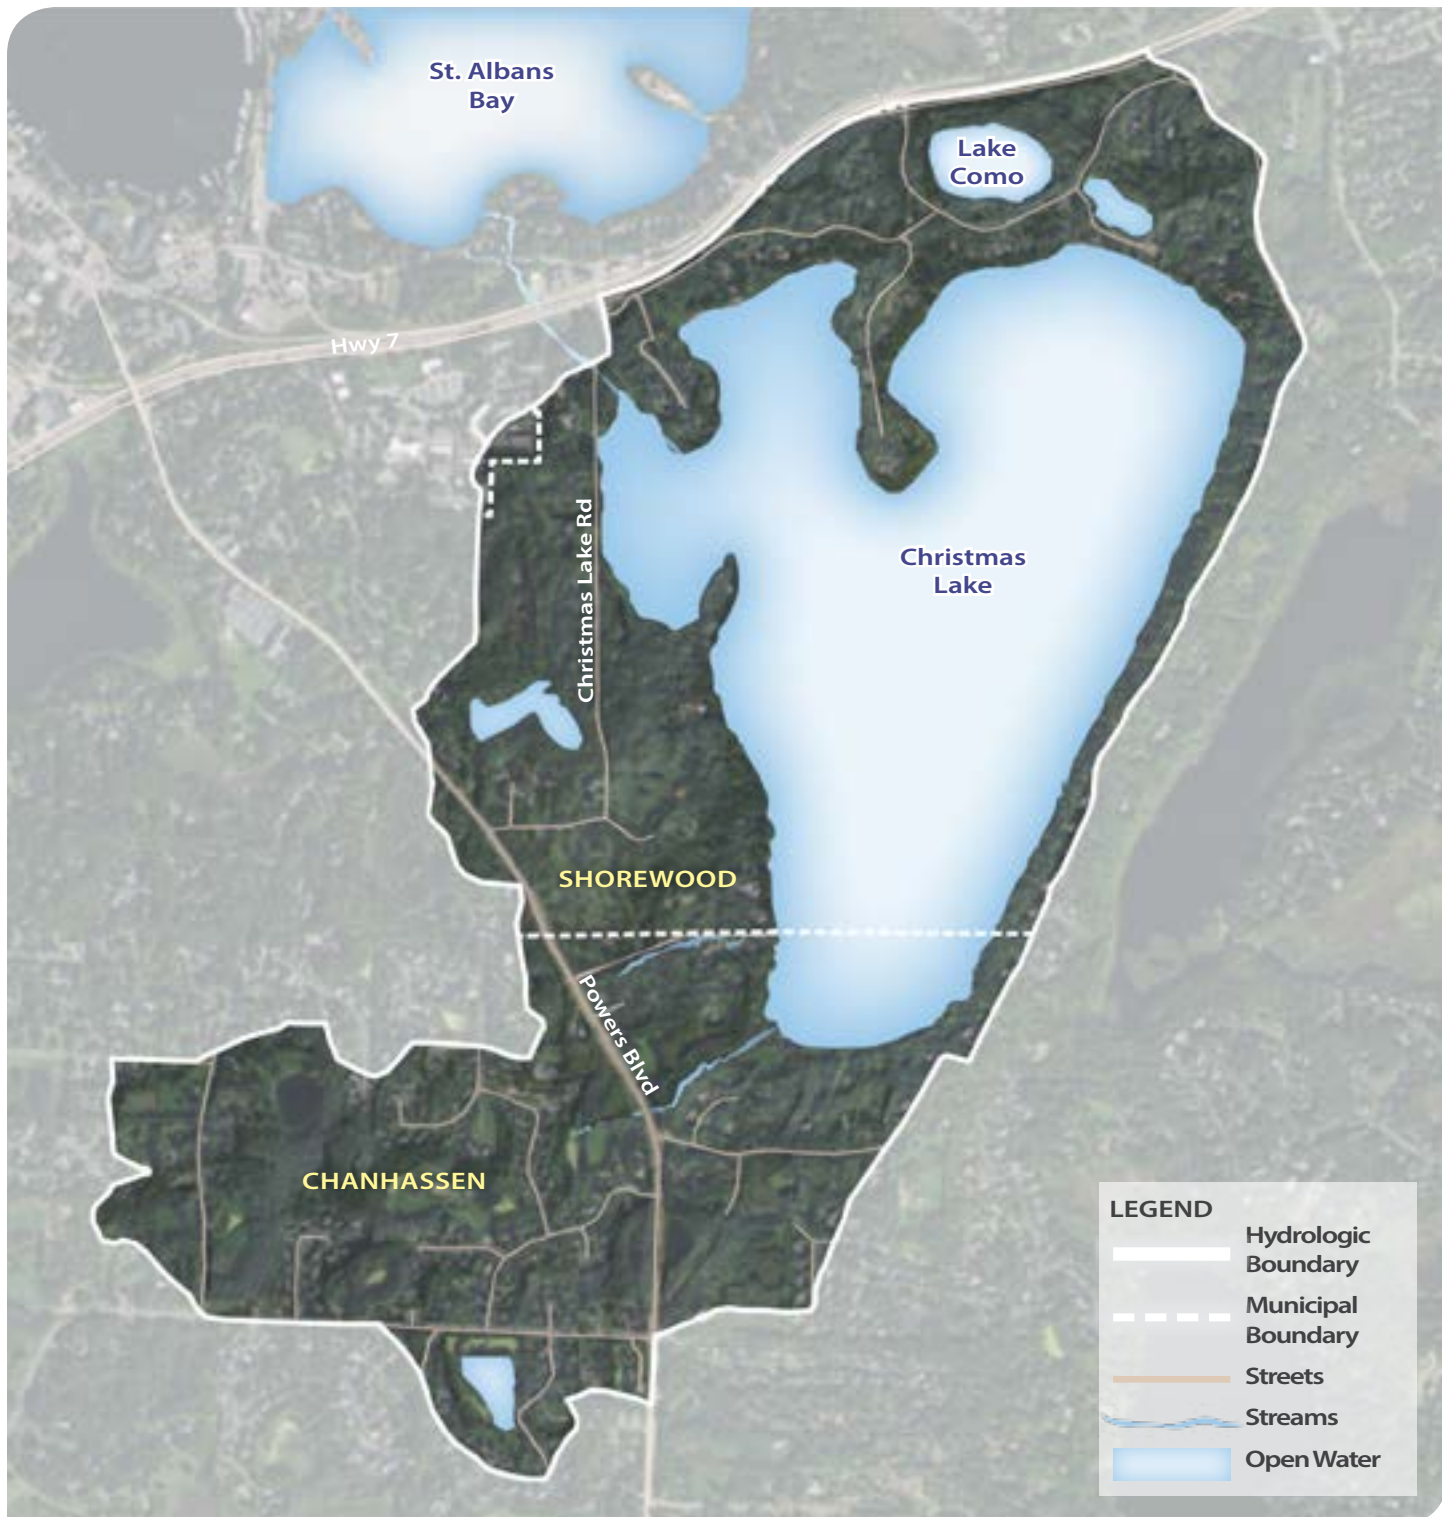 St. Albans
Bay
Lake
Como
Hwy 7
Christmas Lake Rd
Christmas
Lake
SHOREWOOD
Powers Blvd
CHANHASSEN
LEGEND
Hydrologic
Boundary
Municipal
Boundary
Streets
Streams
Open Water